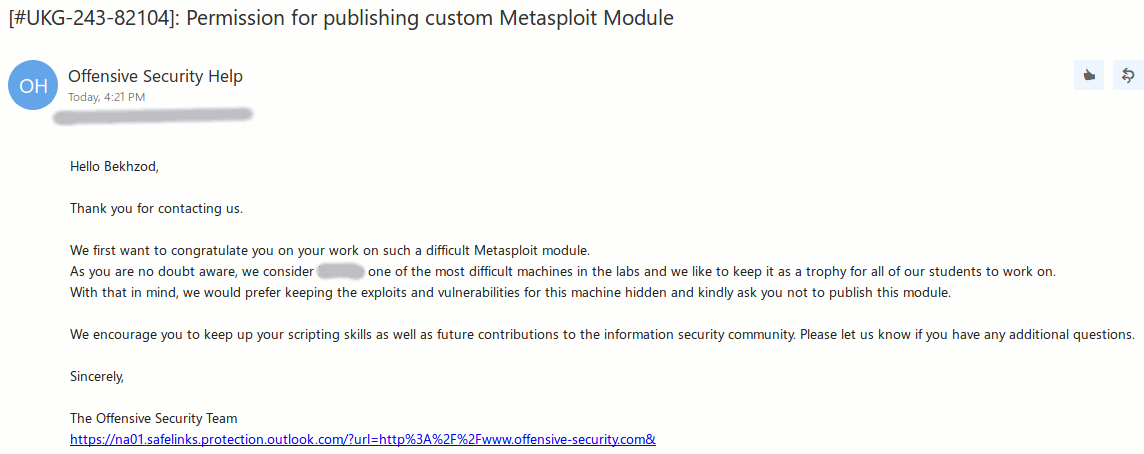 [#UKG-243-82104]: Permission for publishing custom Metasploit Module
OH
Offensive Security Help
Today, 4:21 PM
Hello Bekhzod,
Thank you for contacting us.
We first want to congratulate you on your work on such a difficult Metasploit module.
As you are no doubt aware, we consider one of the most difficult machines in the labs and we like to keep it as a trophy for all of our students to work on.
With that in mind, we would prefer keeping the exploits and vulnerabilities for this machine hidden and kindly ask you not to publish this module.
We encourage you to keep up your scripting skills as well as future contributions to the information security community. Please let us know if you have any additional questions.
Sincerely,
The Offensive Security Team
https://na01.safelinks.protection.outlook.com/?url=http%3A%2F%2Fwww.offensive-security.com&